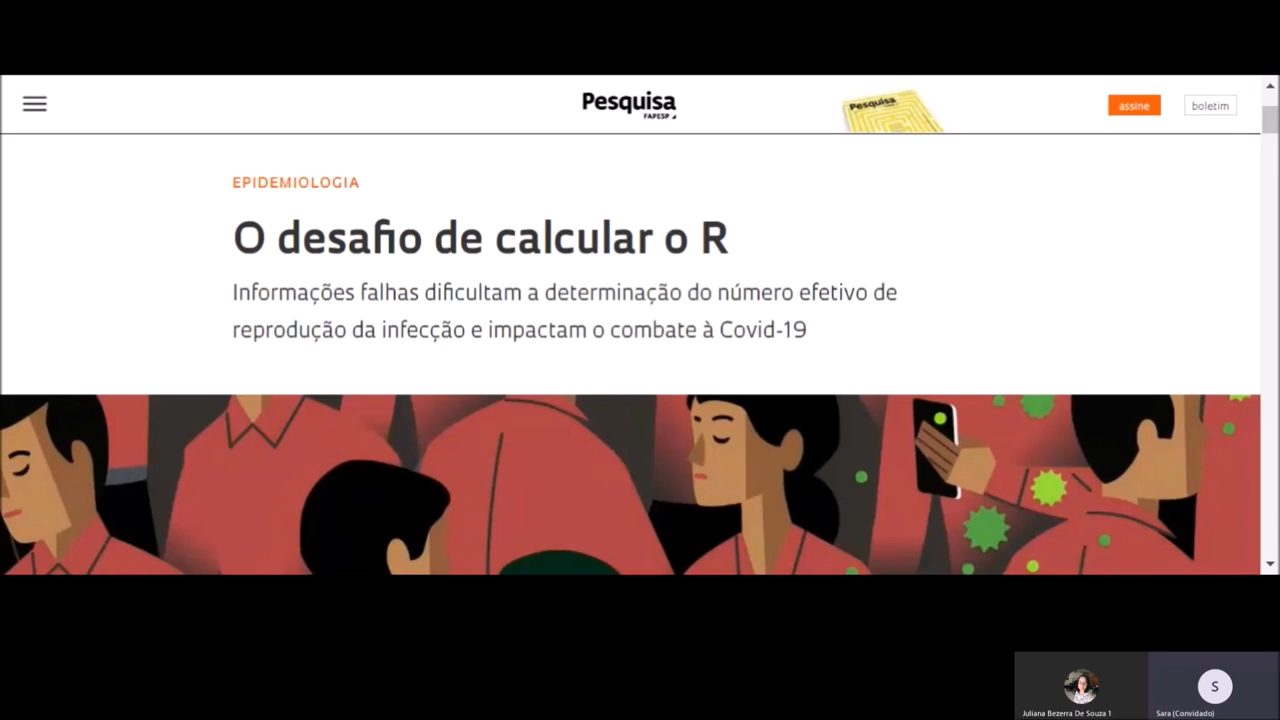 Pesquisa
FAPESP
Pesquisa
assine
boletim
EPIDEMIOLOGIA
O desafio de calcular o R
Informações falhas dificultam a determinação do número efetivo de
reprodução da infecção e impactam o combate à Covid-19
S
Juliana Bezerra De Souza 1
Sara (Convidado)